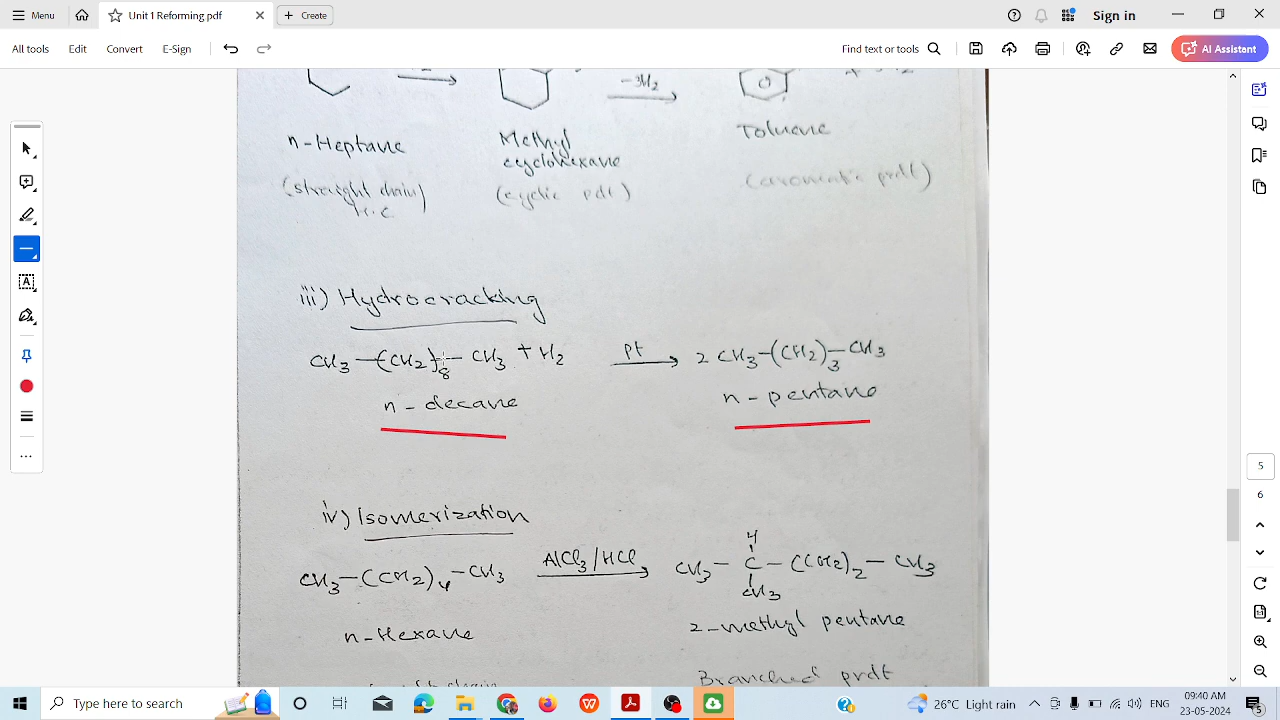 Menu
Unit 1 Reforming.pdf
+ Create
Sign in
All tools Edit Convert E-Sign
Find text or tools
AI Assistant
-3H2
n-Heptane
Methyl
cyclohexane
Toluene
(straight chain)
H.C
(cyclic pdt)
(aromatic prdt)
iii) Hydrocracking
CH3-(CH2)8-CH3 + H2 Pt 2 CH3-(CH2)3-CH3
n-decane
n-pentane
iv) Isomerization
H
CH3-(CH2)4-CH3 AlCl3/HCl CH3-C-(CH2)2-CH3
CH3
n-Hexane
2-methyl pentane
Branched prdt
5
6
Type here to search
26°C Light rain
ENG
09:40 AM
23-05-2024
5